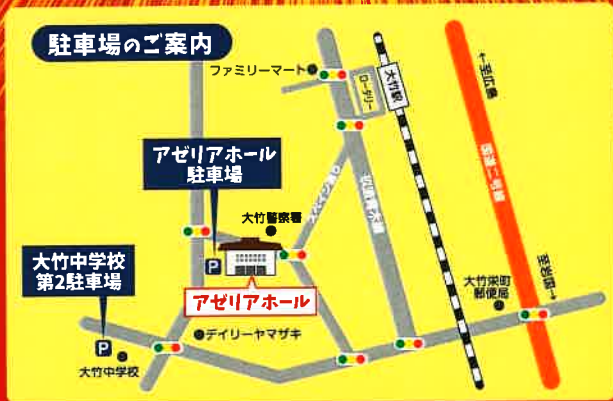 駐車場のご案内
ファミリーマート
ロータリー
大竹駅
←至広島
国道二号線
アゼリアホール
駐車場
大竹警察署
大竹中学校
第2駐車場
P
アゼリアホール
大竹栄町
郵便局
至岩国→
P
デイリーヤマザキ
大竹中学校